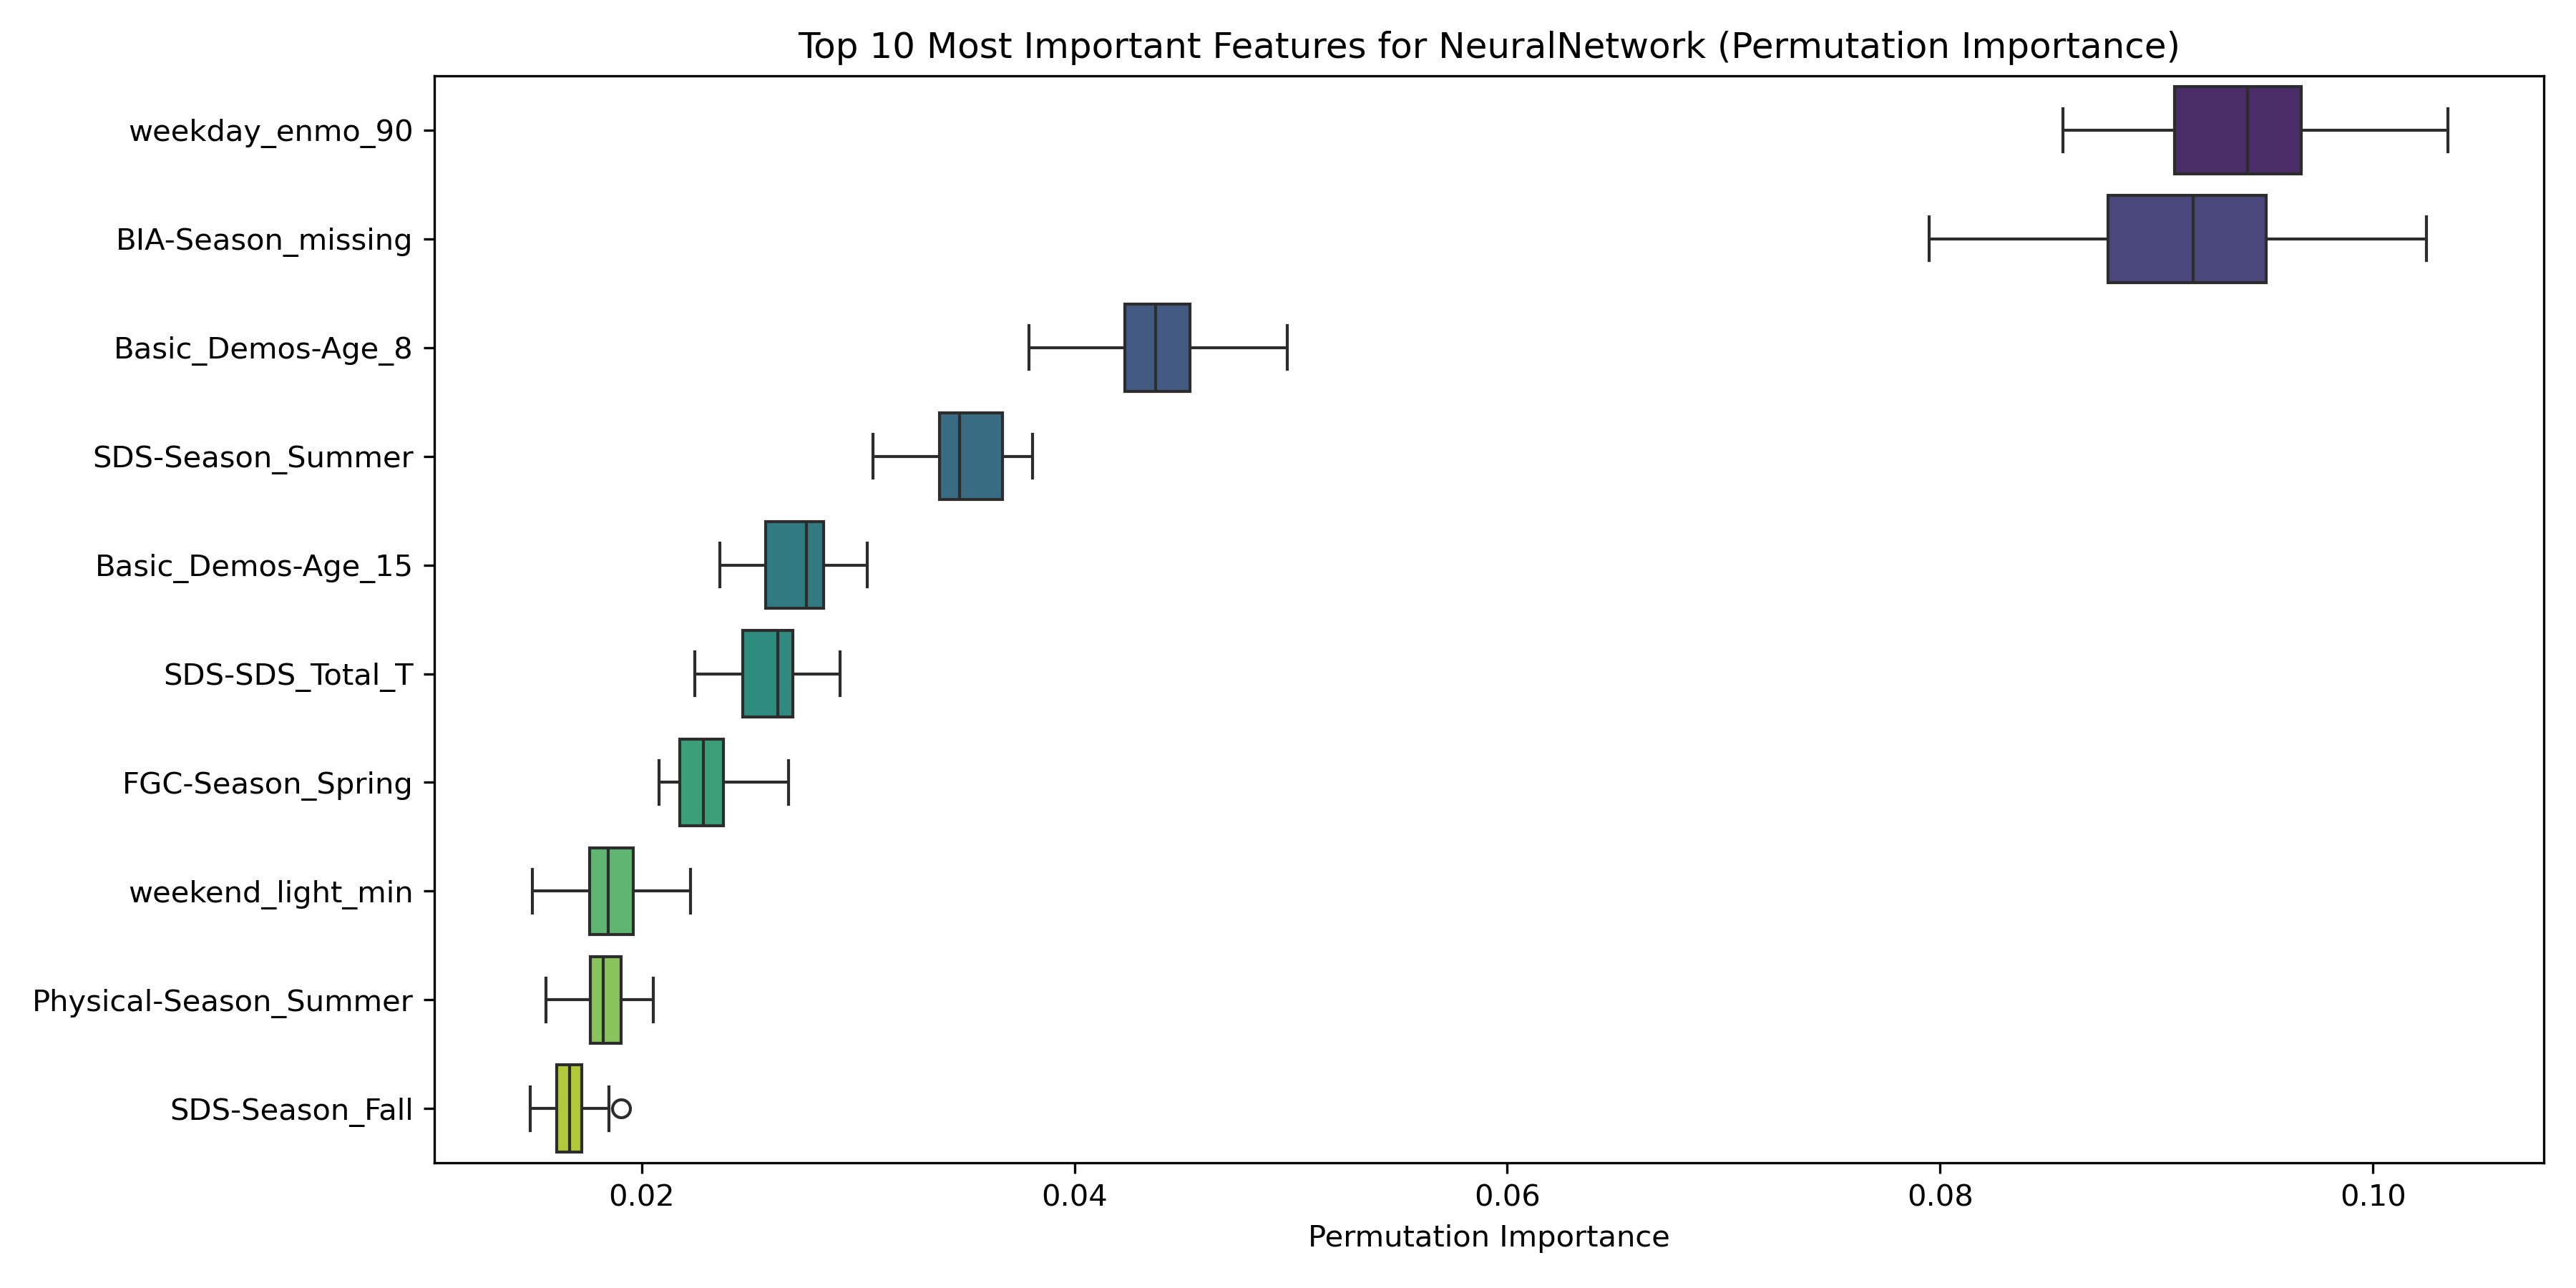 Top 10 Most Important Features for NeuralNetwork (Permutation Importance)
weekday_enmo_90
BIA-Season_missing
Basic_Demos-Age_8
SDS-Season_Summer
Basic_Demos-Age_15
SDS-SDS_Total_T
FGC-Season_Spring
weekend_light_min
Physical-Season_Summer
SDS-Season_Fall
0.02 0.04 0.06 0.08 0.10
Permutation Importance